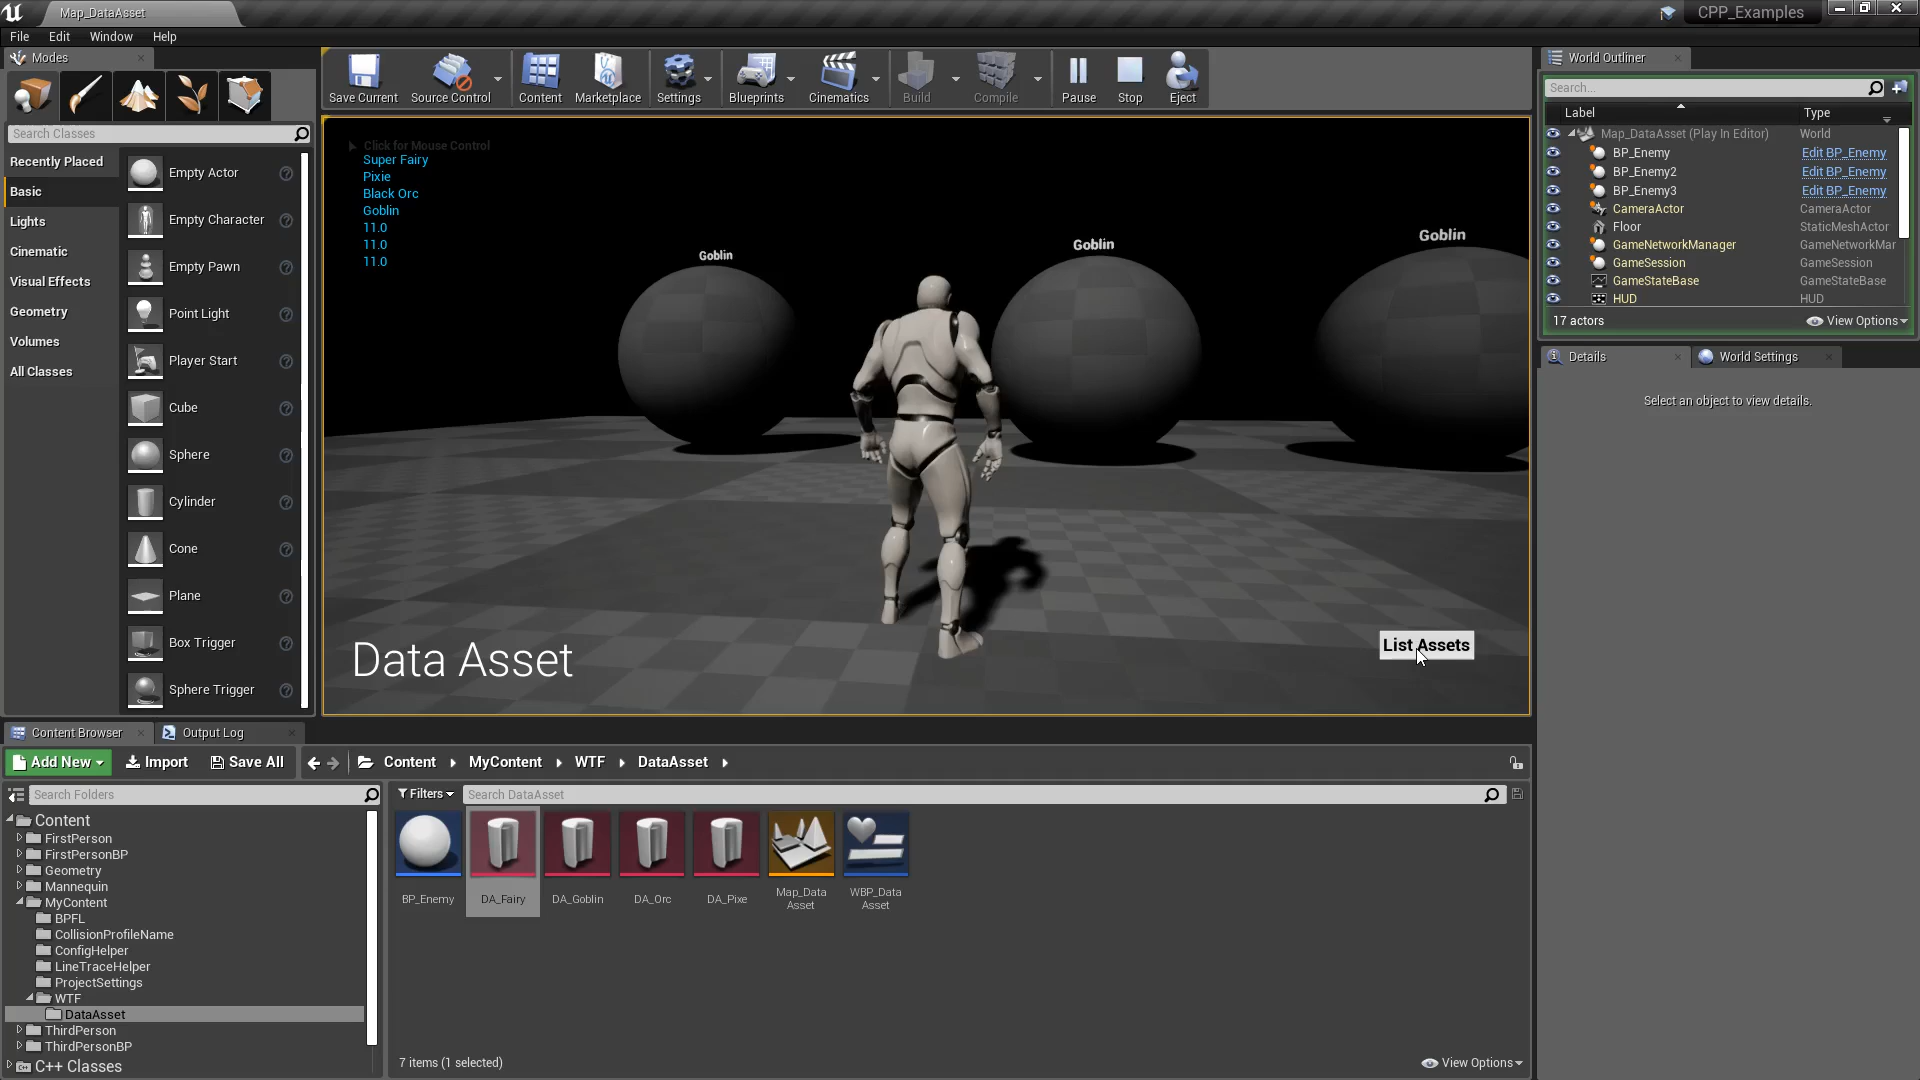 Map_DataAsset
CPP_Examples
File Edit Window Help
Modes
Search Classes
Recently Placed
Basic
Lights
Cinematic
Visual Effects
Geometry
Volumes
All Classes
Empty Actor
Empty Character
Empty Pawn
Point Light
Player Start
Cube
Sphere
Cylinder
Cone
Plane
Box Trigger
Sphere Trigger
Save Current Source Control Content Marketplace Settings Blueprints Cinematics Build Compile Pause Stop Eject
Click for Mouse Control
Super Fairy
Pixie
Black Orc
Goblin
11.0
11.0
11.0
Goblin
Goblin
Goblin
Data Asset
List Assets
World Outliner
Search...
Label Type
Map_DataAsset (Play In Editor) World
BP_Enemy Edit BP_Enemy
BP_Enemy2 Edit BP_Enemy
BP_Enemy3 Edit BP_Enemy
CameraActor CameraActor
Floor StaticMeshActor
GameNetworkManager GameNetworkMar
GameSession GameSession
GameStateBase GameStateBase
HUD HUD
17 actors View Options
Details World Settings
Select an object to view details.
Content Browser Output Log
Add New Import Save All Content MyContent WTF DataAsset
Search Folders
Content
FirstPerson
FirstPersonBP
Geometry
Mannequin
MyContent
BPFL
CollisionProfileName
ConfigHelper
LineTraceHelper
ProjectSettings
WTF
DataAsset
ThirdPerson
ThirdPersonBP
C++ Classes
Filters Search DataAsset
BP_Enemy
DA_Fairy
DA_Goblin
DA_Orc
DA_Pixe
Map_Data
Asset
WBP_Data
Asset
7 items (1 selected) View Options